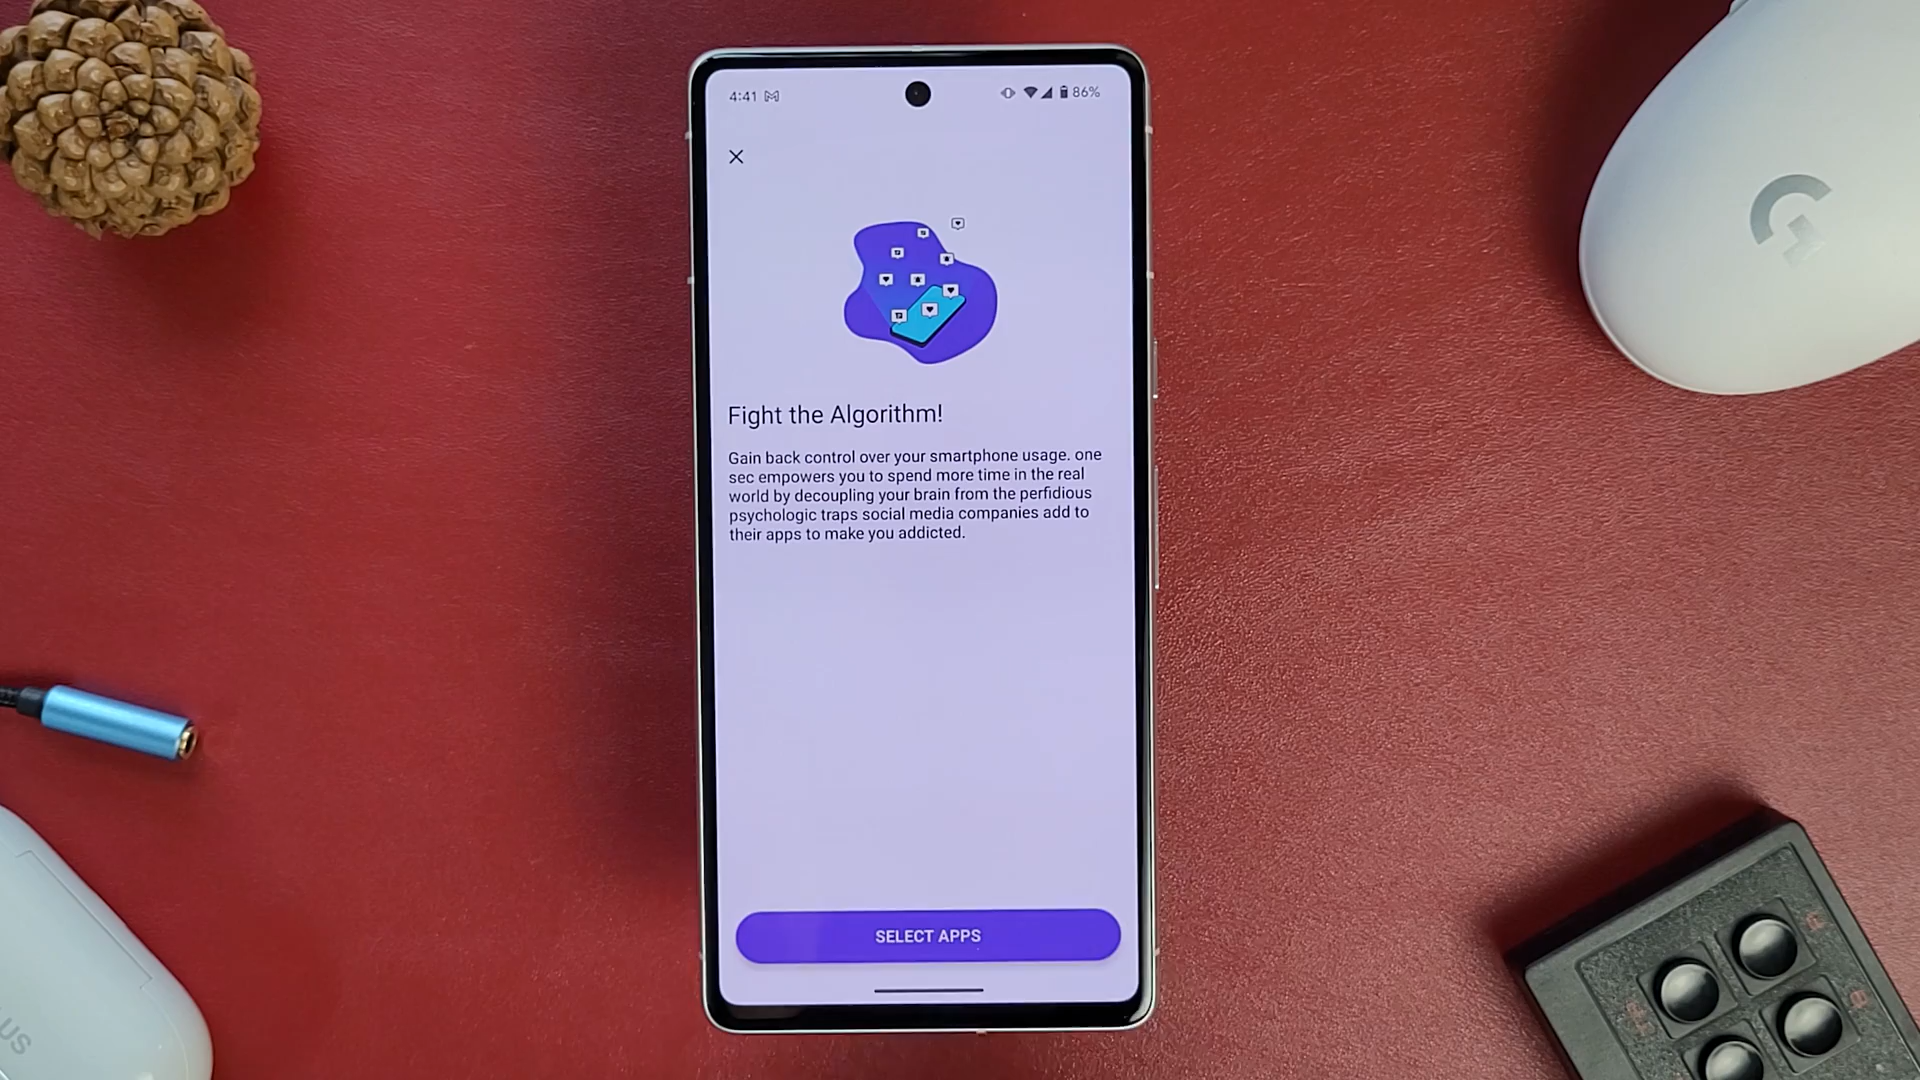 4:41
86%
Fight the Algorithm!
Gain back control over your smartphone usage. one
sec empowers you to spend more time in the real
world by decoupling your brain from the perfidious
psychologic traps social media companies add to
their apps to make you addicted.
SELECT APPS
US